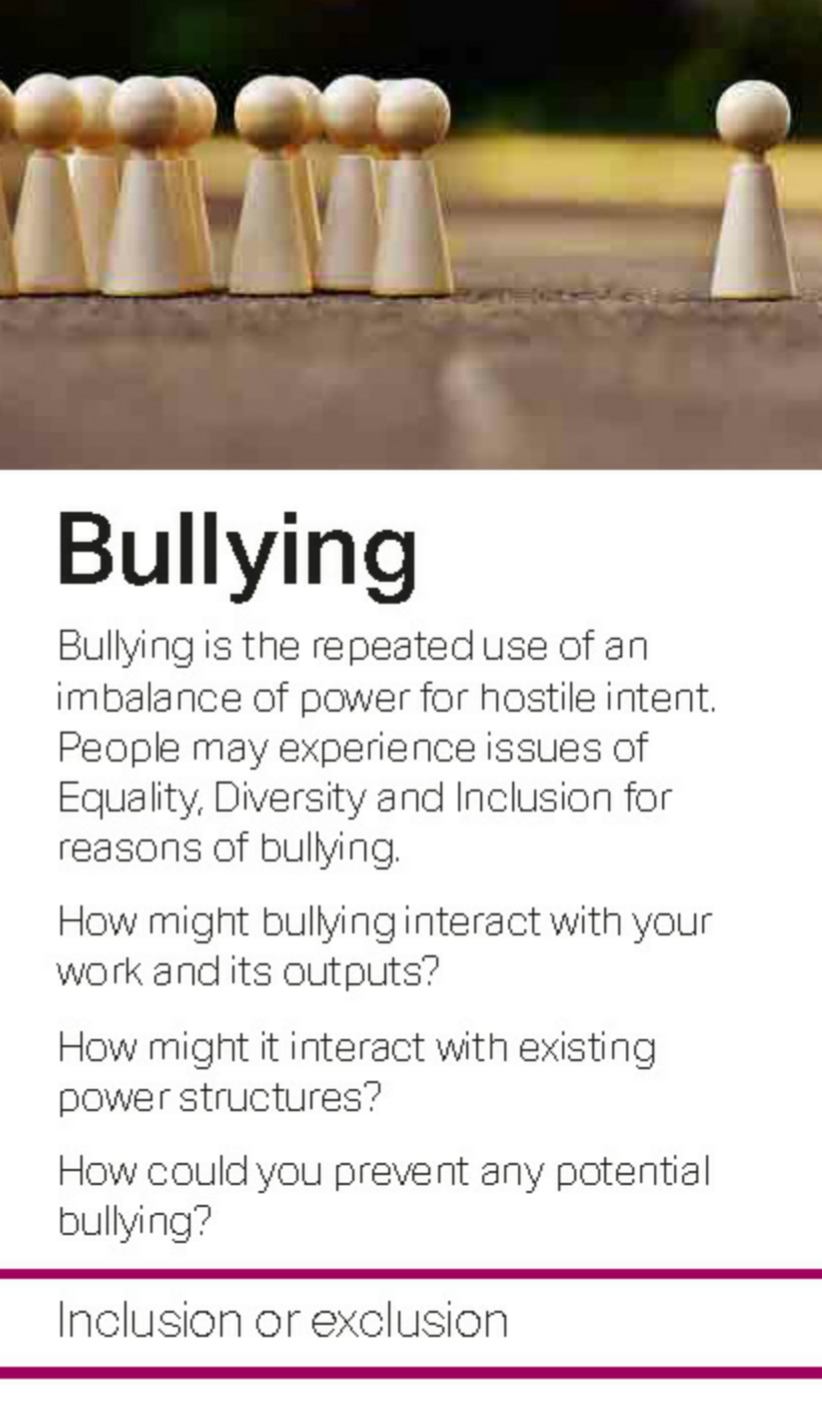 Bullying
Bullying is the repeated use of an
imbalance of power for hostile intent.
People may experience issues of
Equality, Diversity and Inclusion for
reasons of bullying.
How might bullying interact with your
work and its outputs?
How might it interact with existing
power structures?
How could you prevent any potential
bullying?
Inclusion or exclusion